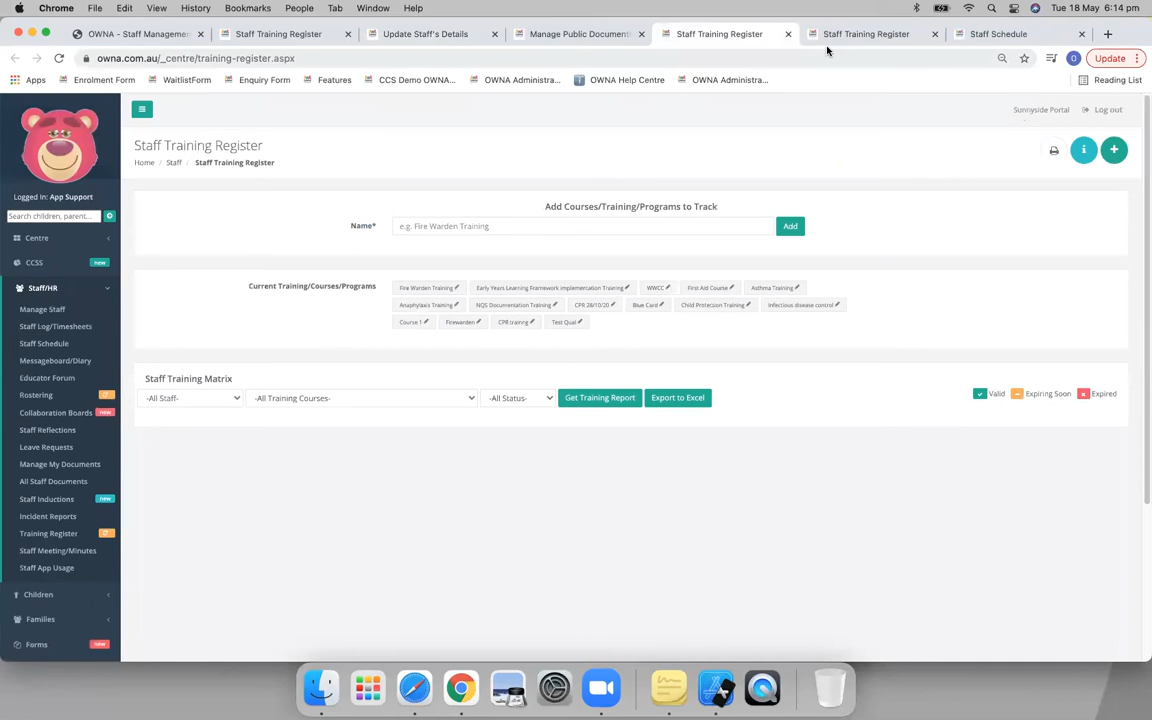 Chrome File Edit View History Bookmarks People Tab Window Help Tue 18 May 6:14 pm
OWNA - Staff Manageme Staff Training Register Update Staff's Details Manage Public Document Staff Training Register Staff Training Register Staff Schedule
owna.com.au/_centre/training-register.aspx O Update
Apps Enrolment Form WaitlistForm Enquiry Form Features CCS Demo OWNA... OWNA Administra... OWNA Help Centre OWNA Administra... Reading List
Sunnyside Portal Log out
Staff Training Register
Home / Staff / Staff Training Register
Logged In: App Support
Search children, parent...
Centre
CCSS new
Staff/HR
Manage Staff
Staff Log/Timesheets
Staff Schedule
Messageboard/Diary
Educator Forum
Rostering
Collaboration Boards new
Staff Reflections
Leave Requests
Manage My Documents
All Staff Documents
Staff Inductions new
Incident Reports
Training Register
Staff Meeting/Minutes
Staff App Usage
Children
Families
Forms new
Add Courses/Training/Programs to Track
Name* e.g. Fire Warden Training Add
Current Training/Courses/Programs Fire Warden Training Early Years Learning Framework implementation Training WWCC First Aid Course Asthma Training
Anaphylaxis Training NQS Documentation Training CPR 28/10/20 Blue Card Child Protection Training Infectious disease control
Course 1 Firewarden CPR training Test Qual
Staff Training Matrix
-All Staff- -All Training Courses- -All Status- Get Training Report Export to Excel Valid Expiring Soon Expired